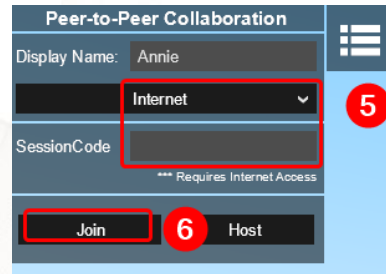 Peer-to-Peer Collaboration
Display Name: Annie
Internet
5
SessionCode
*** Requires Internet Access
Join 6 Host